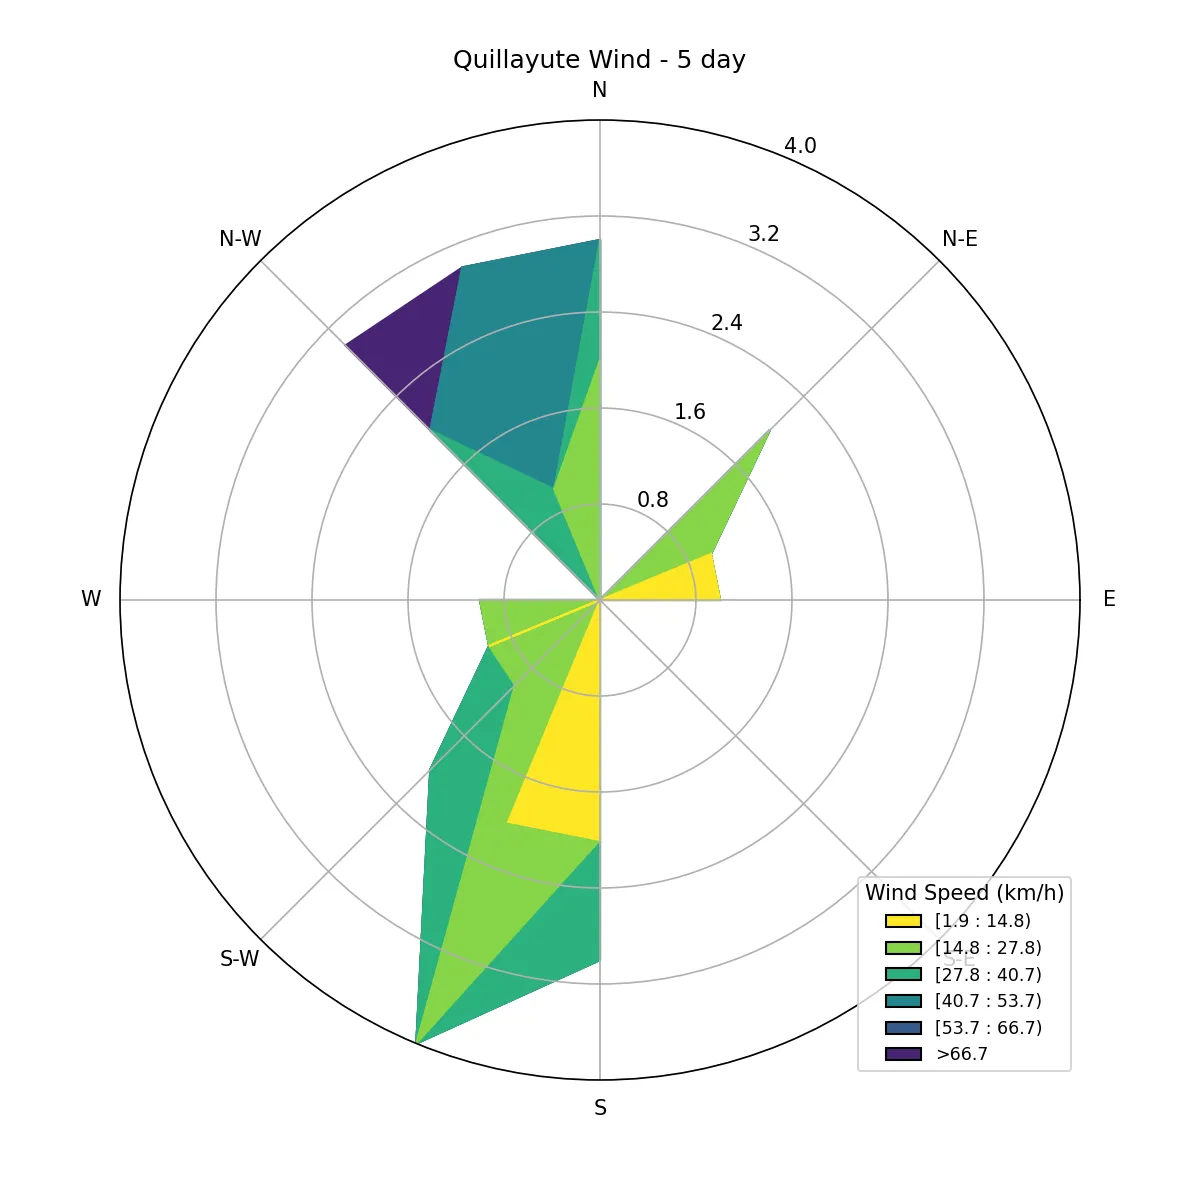 Quillayute Wind - 5 day
N
4.0
N-W
3.2
N-E
2.4
1.6
0.8
W
E
S-W
S-E
Wind Speed (km/h)
[1.9 : 14.8)
[14.8 : 27.8)
[27.8 : 40.7)
[40.7 : 53.7)
[53.7 : 66.7)
>66.7
S